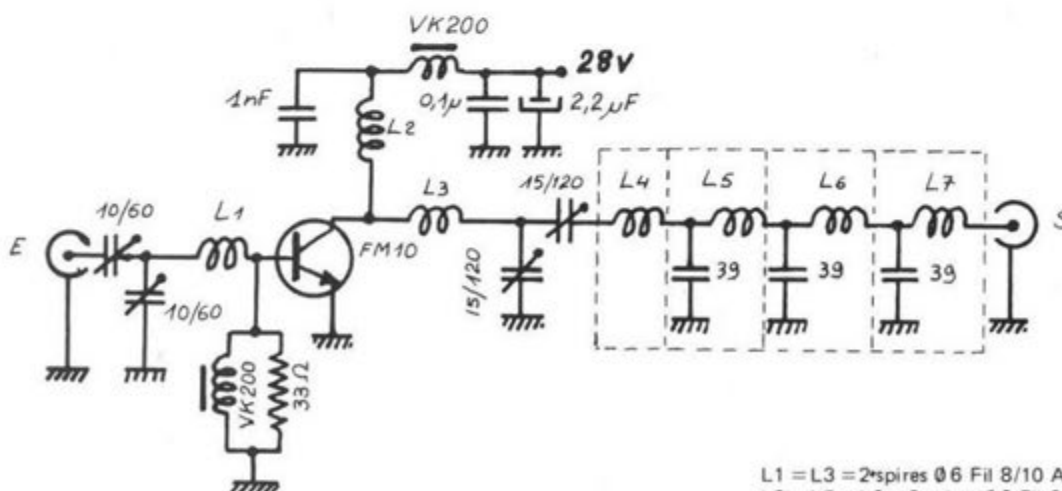 VK200
28V
1nF
0,1µ
2,2µF
L2
L3
15/120
L4
L5
L6
L7
10/60
L1
E
FM10
S
10/60
15/120
39
39
39
VK200
33Ω
L1 = L3 = 2 spires Ø6 Fil 8/10 A